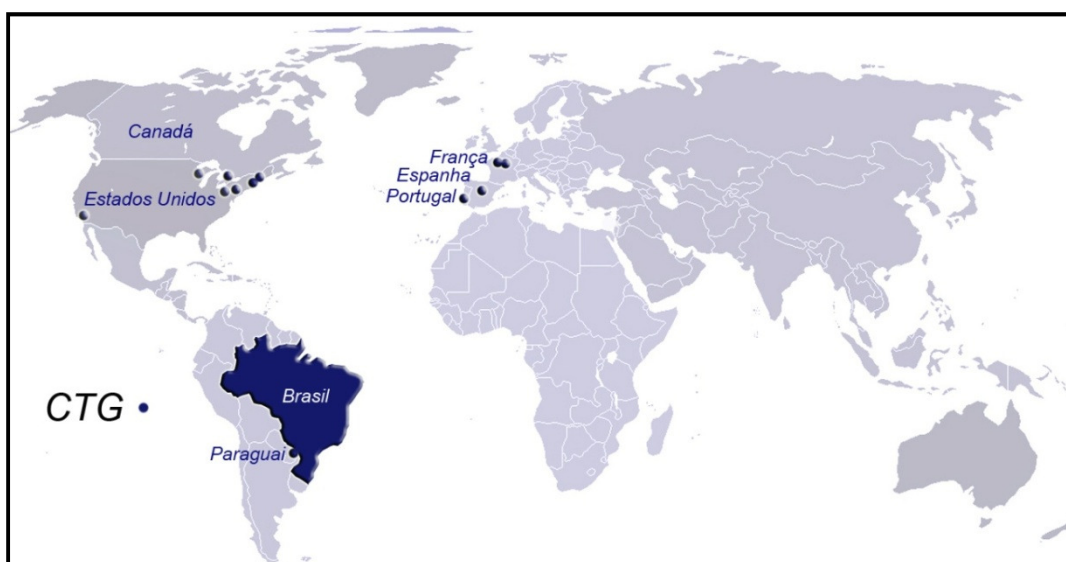 Canadá
Estados Unidos
França
Espanha
Portugal
Brasil
CTG
Paraguai